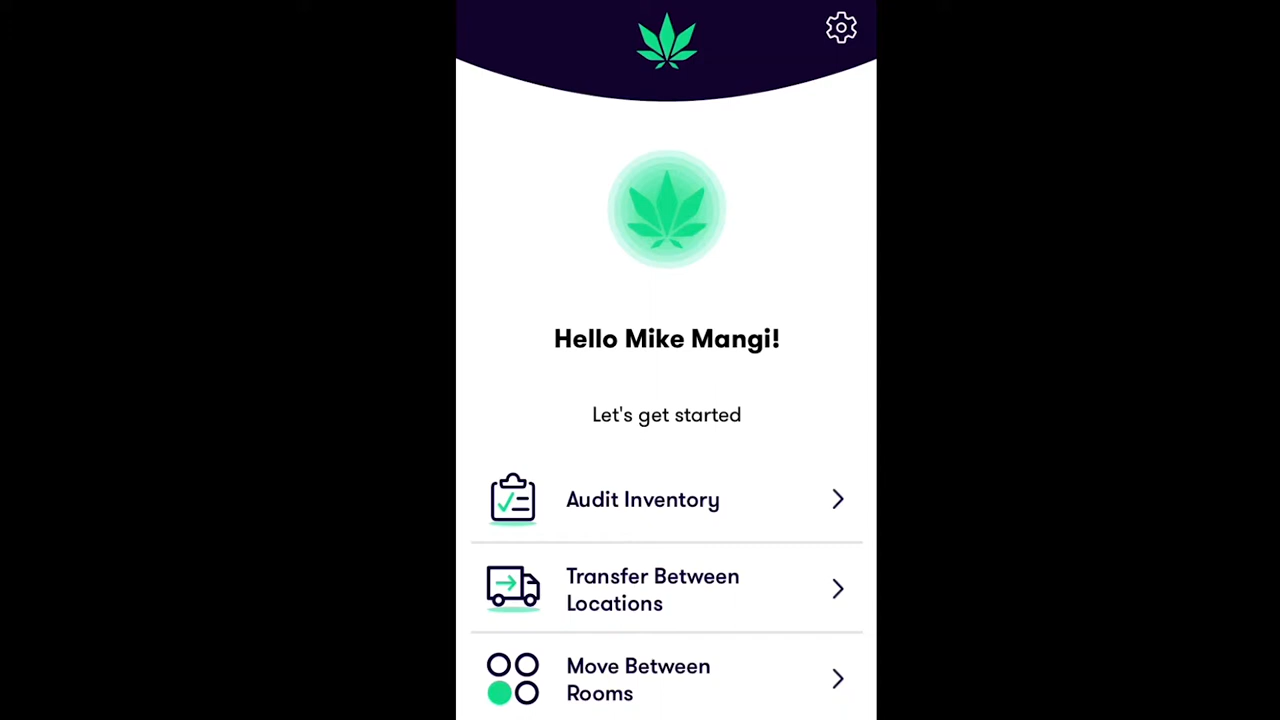 Hello Mike Mangi!
Let's get started
Audit Inventory
Transfer Between
Locations
Move Between
Rooms